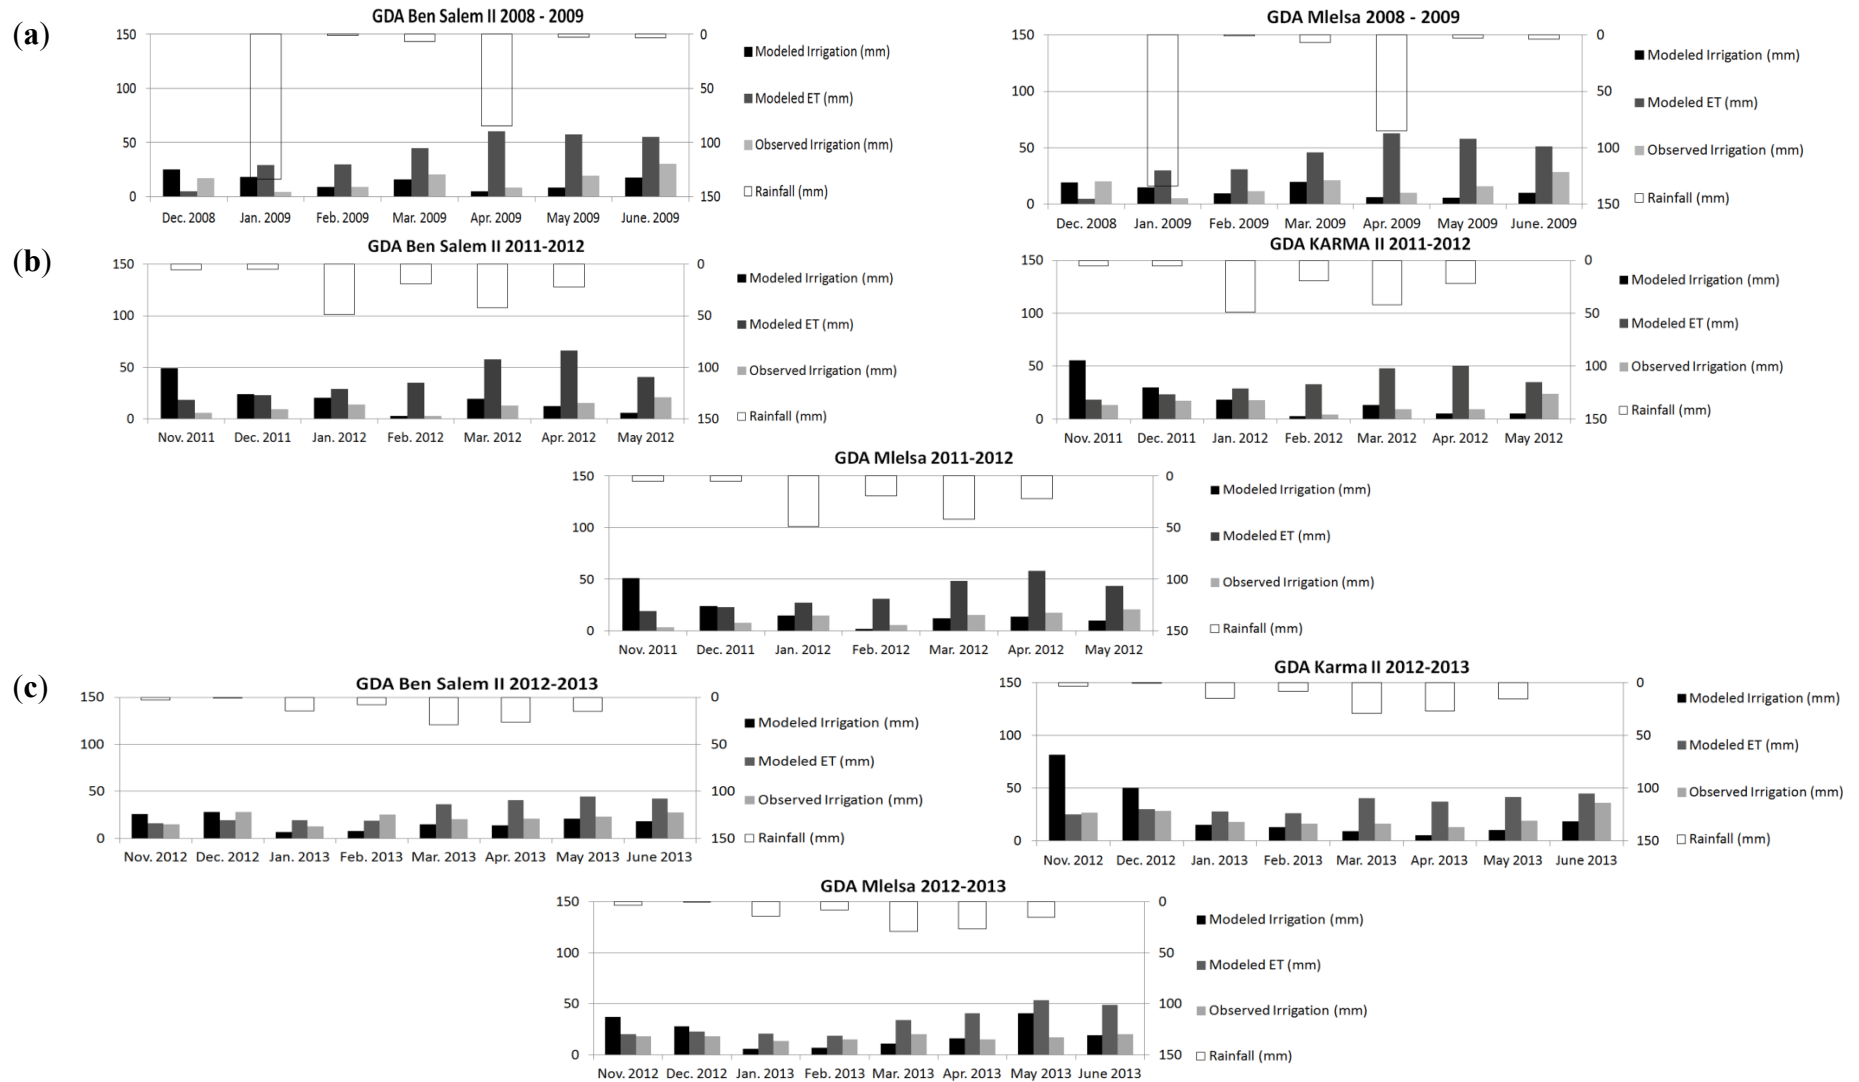 (a)
GDA Ben Salem II 2008 - 2009
150
100
50
0
0
50
100
150
Dec. 2008 Jan. 2009 Feb. 2009 Mar. 2009 Apr. 2009 May 2009 June. 2009
Modeled Irrigation (mm)
Modeled ET (mm)
Observed Irrigation (mm)
Rainfall (mm)
GDA Mlelsa 2008 - 2009
150
100
50
0
0
50
100
150
Dec. 2008 Jan. 2009 Feb. 2009 Mar. 2009 Apr. 2009 May 2009 June. 2009
Modeled Irrigation (mm)
Modeled ET (mm)
Observed Irrigation (mm)
Rainfall (mm)
(b)
GDA Ben Salem II 2011-2012
150
100
50
0
0
50
100
150
Nov. 2011 Dec. 2011 Jan. 2012 Feb. 2012 Mar. 2012 Apr. 2012 May 2012
Modeled Irrigation (mm)
Modeled ET (mm)
Observed Irrigation (mm)
Rainfall (mm)
GDA KARMA II 2011-2012
150
100
50
0
0
50
100
150
Nov. 2011 Dec. 2011 Jan. 2012 Feb. 2012 Mar. 2012 Apr. 2012 May 2012
Modeled Irrigation (mm)
Modeled ET (mm)
Observed Irrigation (mm)
Rainfall (mm)
GDA Mlelsa 2011-2012
150
100
50
0
0
50
100
150
Nov. 2011 Dec. 2011 Jan. 2012 Feb. 2012 Mar. 2012 Apr. 2012 May 2012
Modeled Irrigation (mm)
Modeled ET (mm)
Observed Irrigation (mm)
Rainfall (mm)
(c)
GDA Ben Salem II 2012-2013
150
100
50
0
0
50
100
150
Nov. 2012 Dec. 2012 Jan. 2013 Feb. 2013 Mar. 2013 Apr. 2013 May 2013 June 2013
Modeled Irrigation (mm)
Modeled ET (mm)
Observed Irrigation (mm)
Rainfall (mm)
GDA Karma II 2012-2013
150
100
50
0
0
50
100
150
Nov. 2012 Dec. 2012 Jan. 2013 Feb. 2013 Mar. 2013 Apr. 2013 May 2013 June 2013
Modeled Irrigation (mm)
Modeled ET (mm)
Observed Irrigation (mm)
Rainfall (mm)
GDA Mlelsa 2012-2013
150
100
50
0
0
50
100
150
Nov. 2012 Dec. 2012 Jan. 2013 Feb. 2013 Mar. 2013 Apr. 2013 May 2013 June 2013
Modeled Irrigation (mm)
Modeled ET (mm)
Observed Irrigation (mm)
Rainfall (mm)